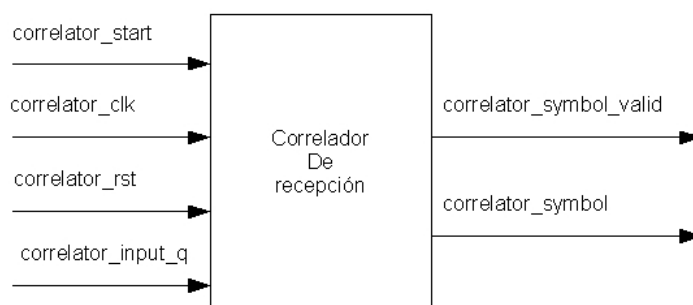 correlator_start
correlator_clk
correlator_rst
correlator_input_q
Correlador
De
recepción
correlator_symbol_valid
correlator_symbol